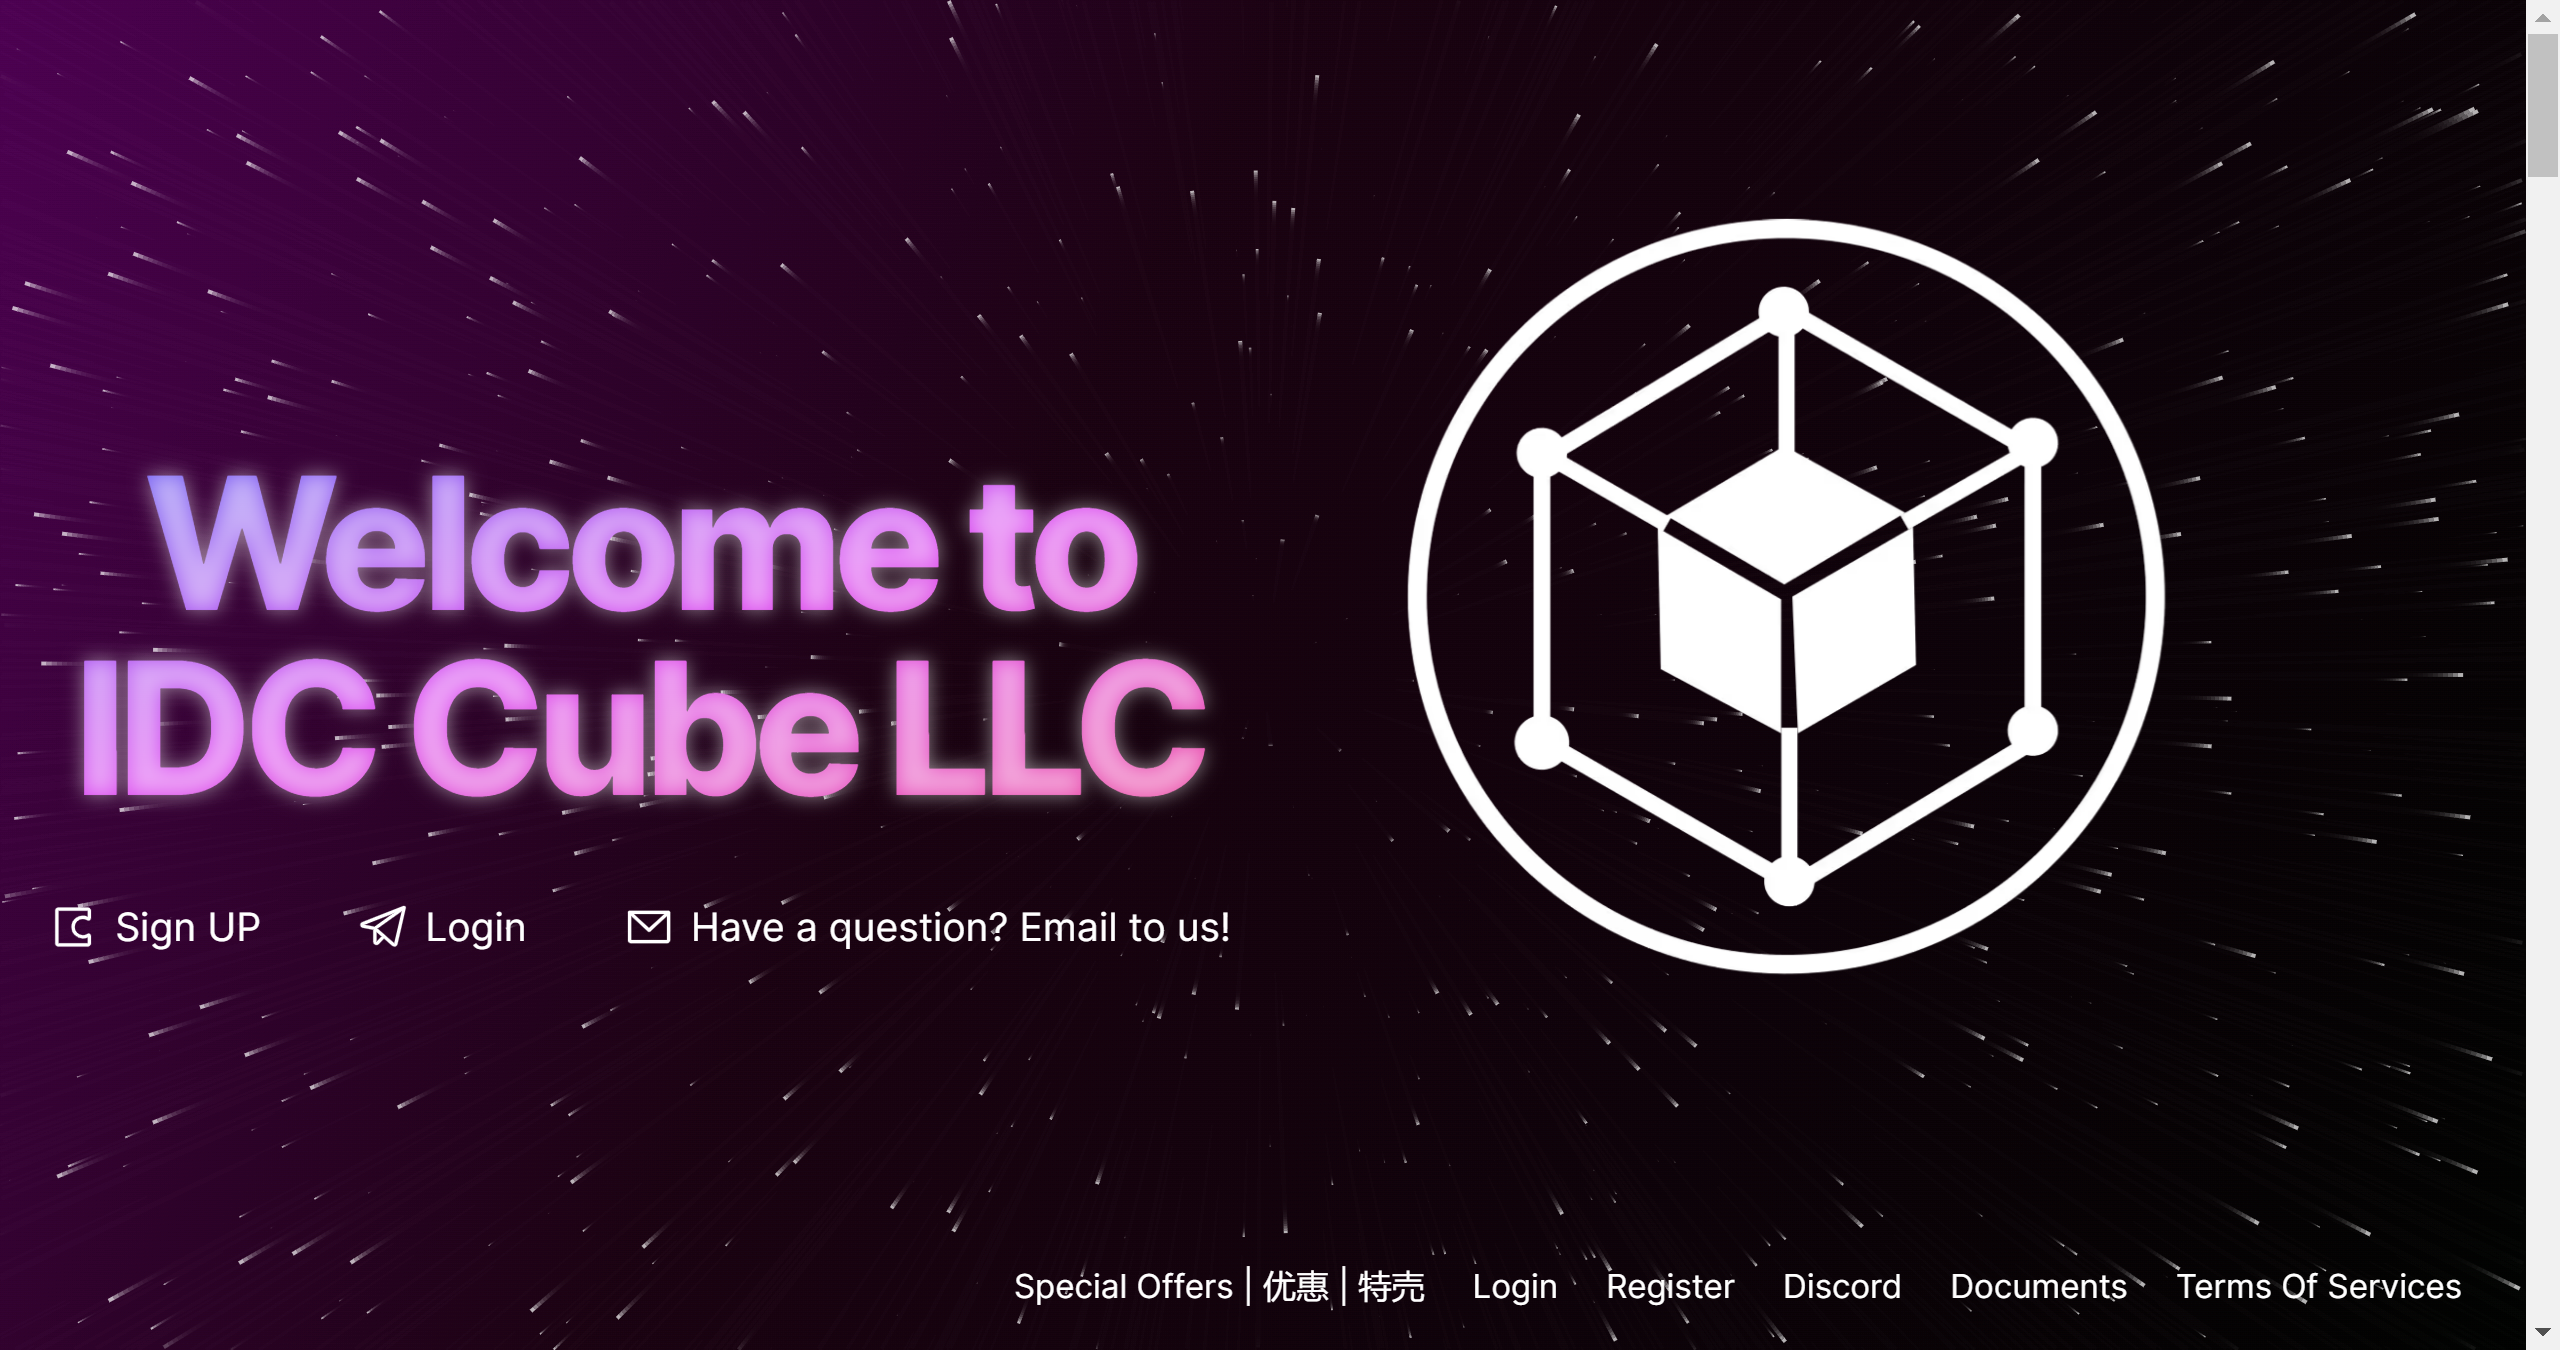 Welcome to
IDC Cube LLC
Sign UP Login Have a question? Email to us!
Special Offers | 优惠 | 特売 Login Register Discord Documents Terms Of Services